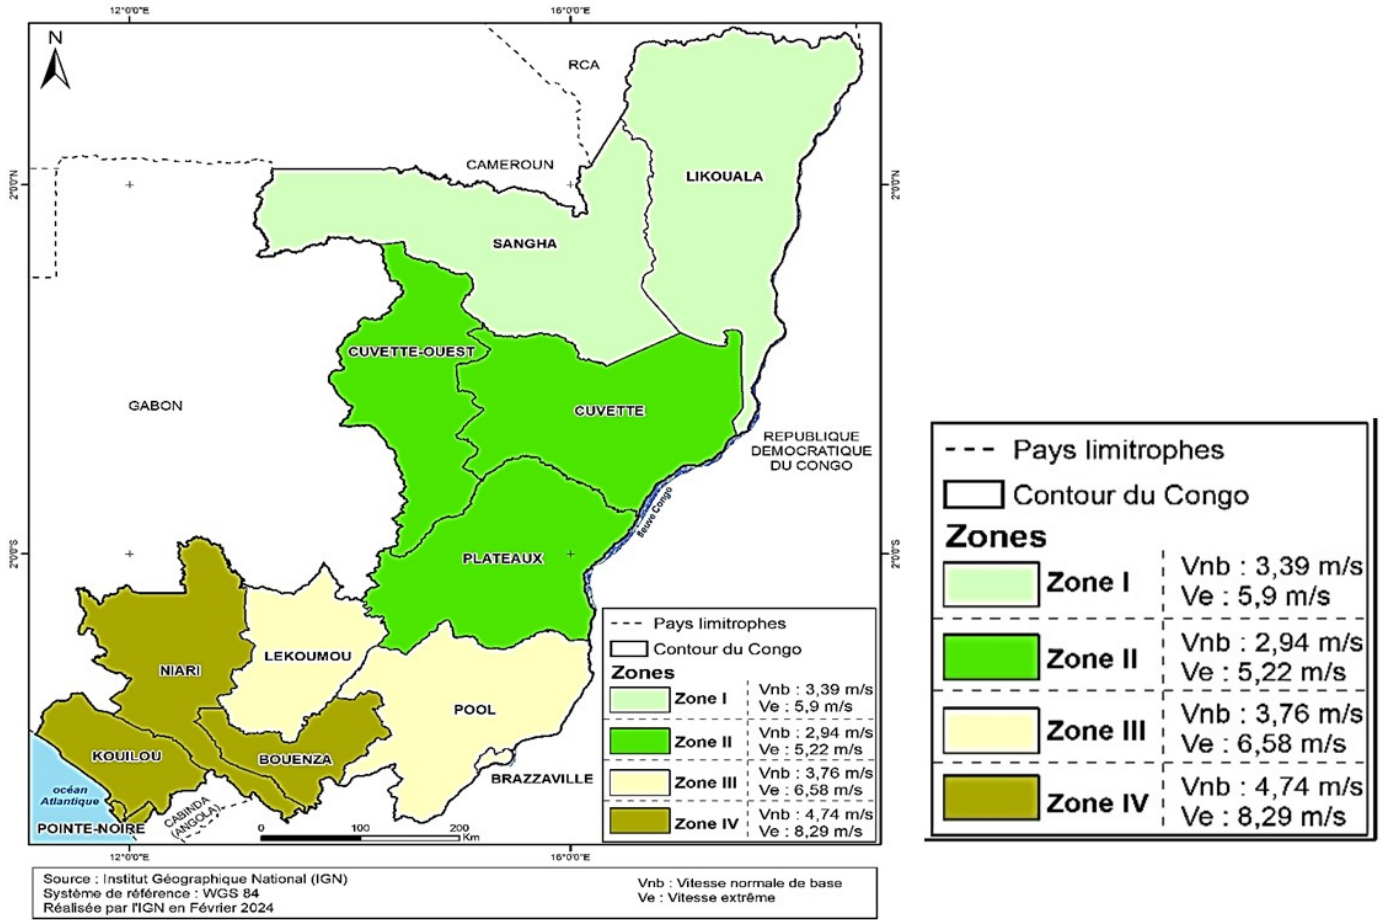 12°0'0"E
16°0'0"E
N
RCA
CAMEROUN
LIKOUALA
2°0'0"N
2°0'0"N
SANGHA
CUVETTE-OUEST
GABON
CUVETTE
REPUBLIQUE
DEMOCRATIQUE
DU CONGO
fleuve Congo
PLATEAUX
2°0'0"S
2°0'0"S
LEKOUMOU
NIARI
POOL
KOUILOU
BOUENZA
BRAZZAVILLE
océan
Atlantique
CABINDA
(ANGOLA)
POINTE-NOIRE
0 100 200
Km
12°0'0"E
16°0'0"E
Pays limitrophes
Contour du Congo
Zones
Zone I
Vnb : 3,39 m/s
Ve : 5,9 m/s
Zone II
Vnb : 2,94 m/s
Ve : 5,22 m/s
Zone III
Vnb : 3,76 m/s
Ve : 6,58 m/s
Zone IV
Vnb : 4,74 m/s
Ve : 8,29 m/s
Source : Institut Géographique National (IGN)
Système de référence : WGS 84
Réalisée par l'IGN en Février 2024
Vnb : Vitesse normale de base
Ve : Vitesse extrême
Pays limitrophes
Contour du Congo
Zones
Zone I
Vnb : 3,39 m/s
Ve : 5,9 m/s
Zone II
Vnb : 2,94 m/s
Ve : 5,22 m/s
Zone III
Vnb : 3,76 m/s
Ve : 6,58 m/s
Zone IV
Vnb : 4,74 m/s
Ve : 8,29 m/s